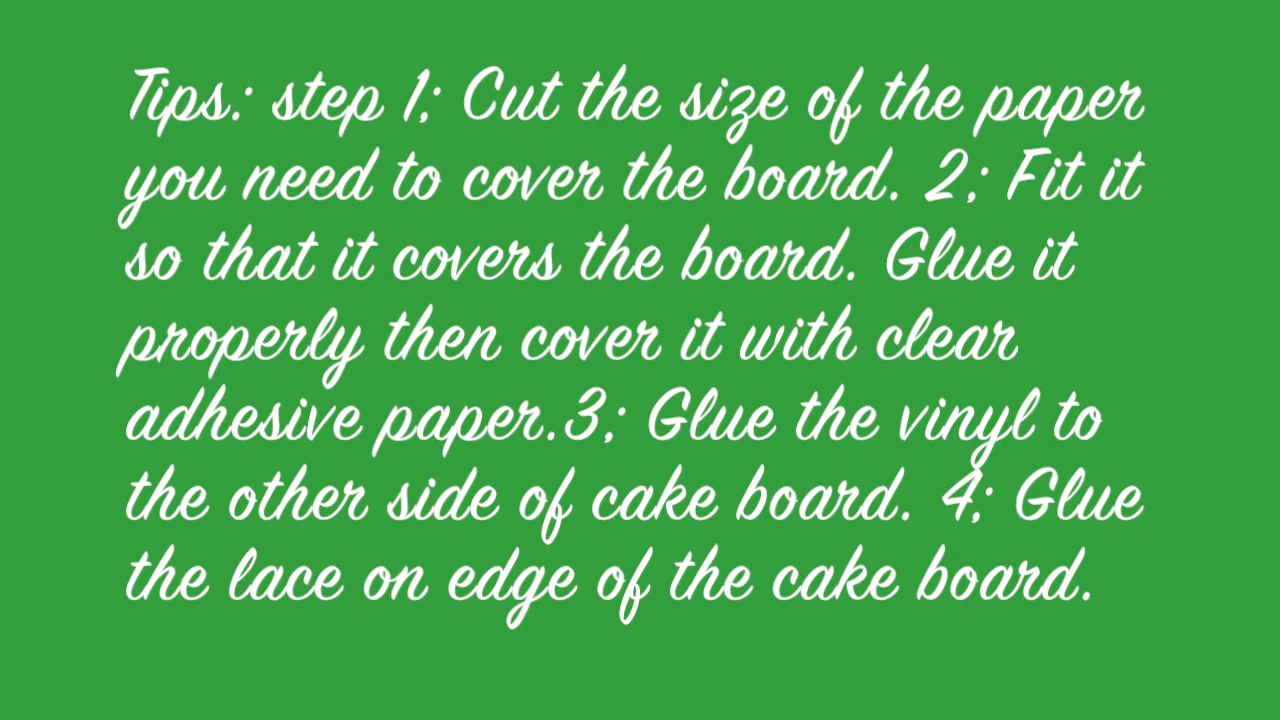 Tips.: step 1; Cut the size of the paper
you need to cover the board. 2; Fit it
so that it covers the board. Glue it
properly then cover it with clear
adhesive paper.3; Glue the vinyl to
the other side of cake board. 4; Glue
the lace on edge of the cake board.